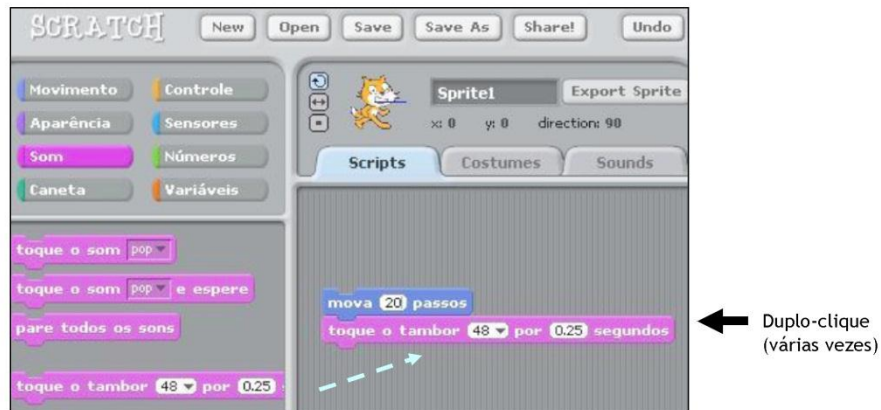 SCRATCH New Open Save Save As Share! Undo
Movimento Controle
Aparência Sensores
Som Números
Caneta Variáveis
Sprite1 Export Sprite
x: 0 y: 0 direction: 90
Scripts Costumes Sounds
toque o som pop
toque o som pop e espere
pare todos os sons
toque o tambor 48 por 0.25
mova 20 passos
toque o tambor 48 por 0.25 segundos
Duplo-clique
(várias vezes)